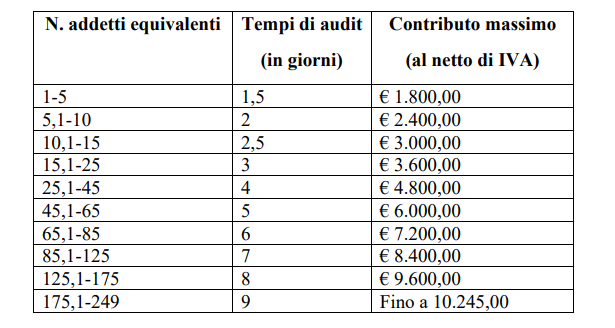 N. addetti equivalenti Tempi di audit Contributo massimo
(in giorni) (al netto di IVA)
1-5 1,5 € 1.800,00
5,1-10 2 € 2.400,00
10,1-15 2,5 € 3.000,00
15,1-25 3 € 3.600,00
25,1-45 4 € 4.800,00
45,1-65 5 € 6.000,00
65,1-85 6 € 7.200,00
85,1-125 7 € 8.400,00
125,1-175 8 € 9.600,00
175,1-249 9 Fino a 10.245,00